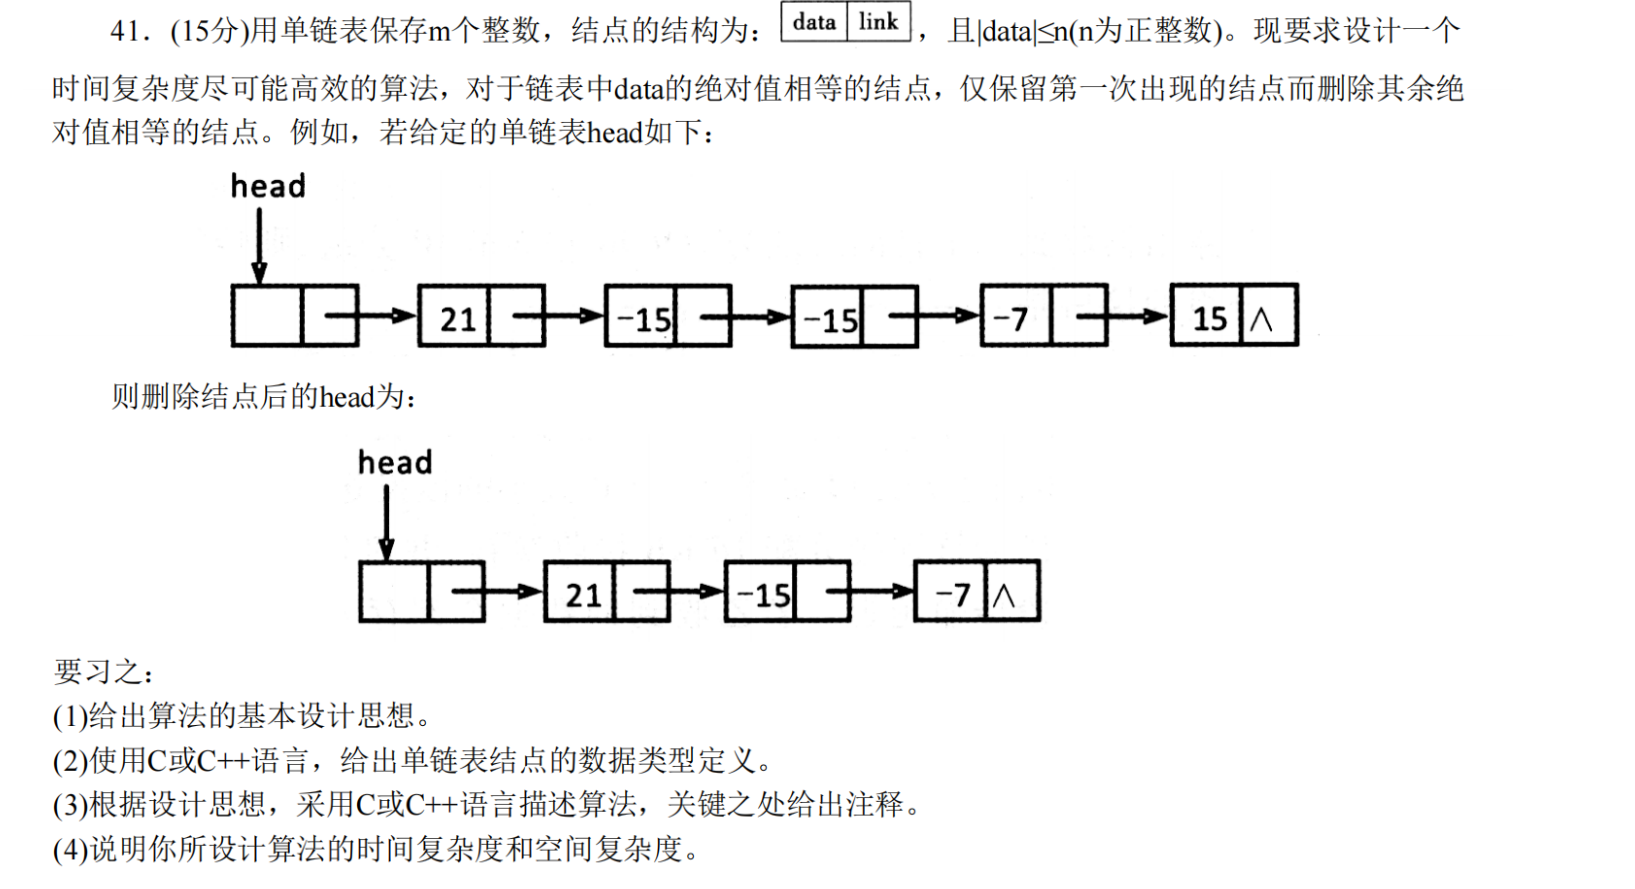 41．(15分)用单链表保存m个整数，结点的结构为： data link ，且|data|≤n(n为正整数)。现要求设计一个
时间复杂度尽可能高效的算法，对于链表中data的绝对值相等的结点，仅保留第一次出现的结点而删除其余绝
对值相等的结点。例如，若给定的单链表head如下：
head
21 -15 -15 -7 15 ∧
则删除结点后的head为：
head
21 -15 -7 ∧
要习之：
(1)给出算法的基本设计思想。
(2)使用C或C++语言，给出单链表结点的数据类型定义。
(3)根据设计思想，采用C或C++语言描述算法，关键之处给出注释。
(4)说明你所设计算法的时间复杂度和空间复杂度。